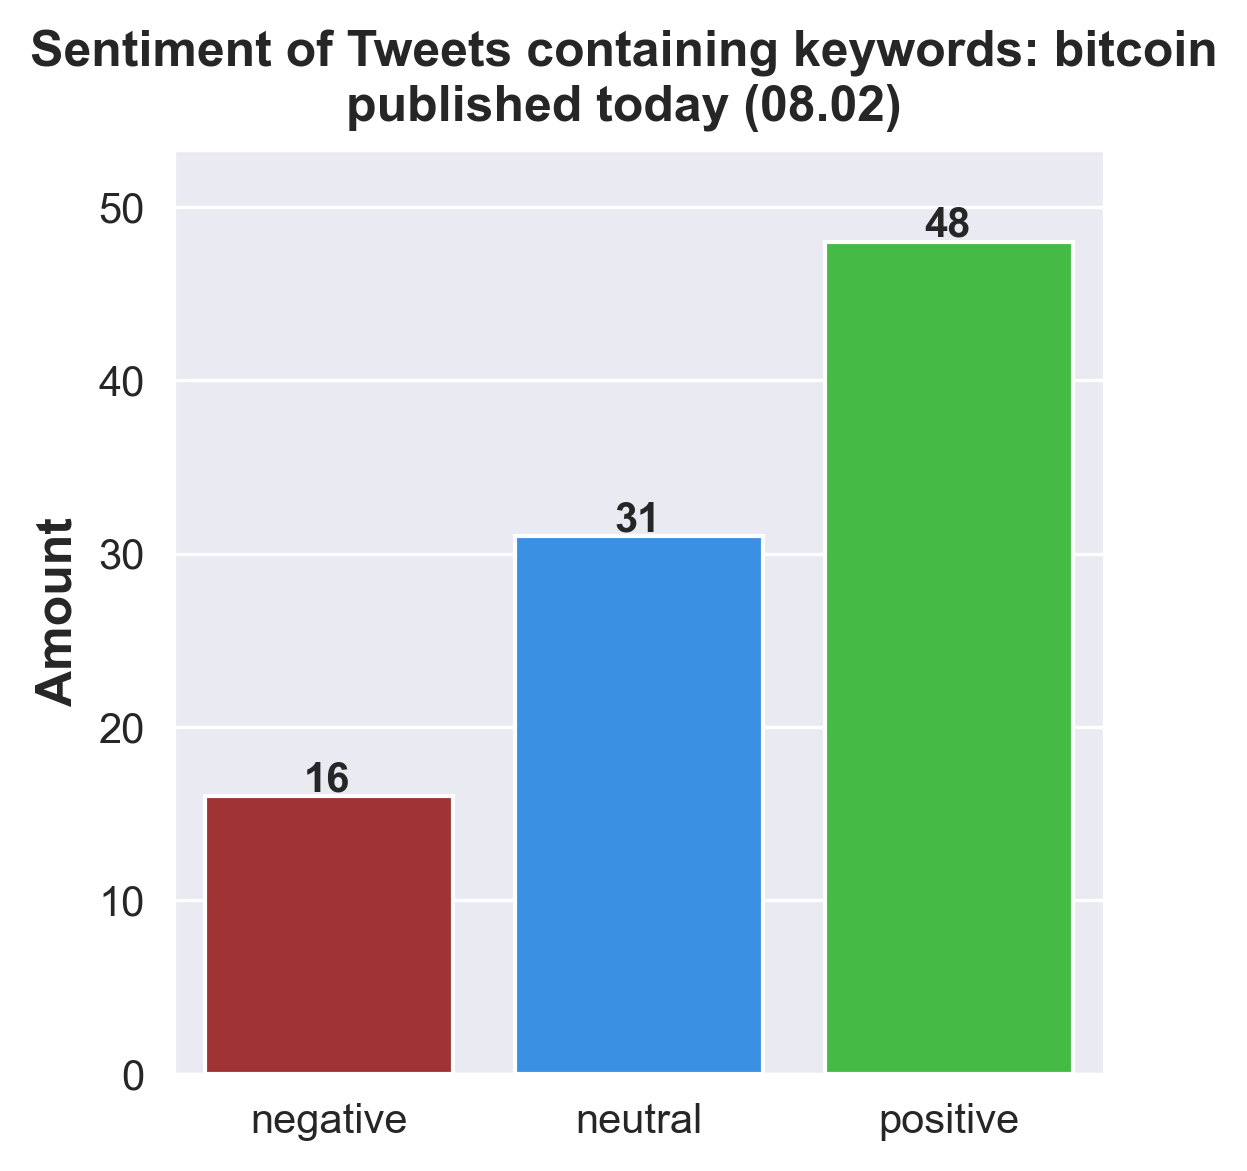 Sentiment of Tweets containing keywords: bitcoin
published today (08.02)
50
40
30
20
10
0
Amount
16
31
48
negative
neutral
positive